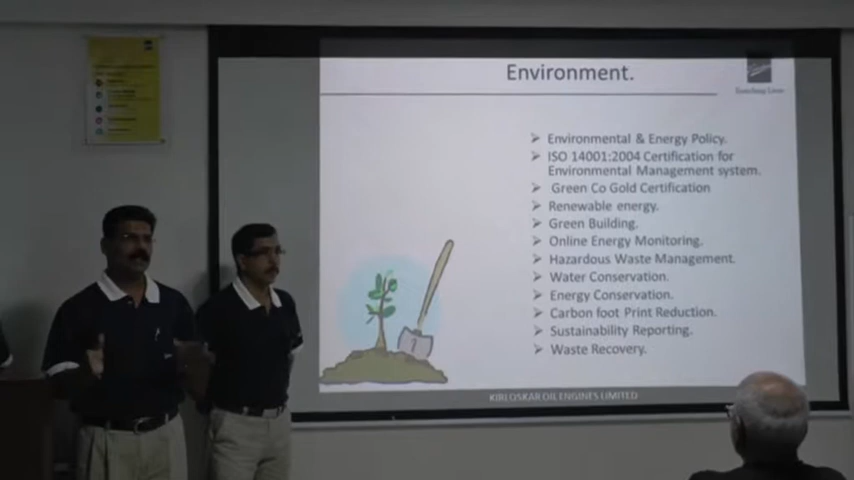 Environment.
➢ Environmental & Energy Policy.
➢ ISO 14001:2004 Certification for
Environmental Management system.
➢ Green Co Gold Certification
➢ Renewable energy.
➢ Green Building.
➢ Online Energy Monitoring.
➢ Hazardous Waste Management.
➢ Water Conservation.
➢ Energy Conservation.
➢ Carbon foot Print Reduction.
➢ Sustainability Reporting.
➢ Waste Recovery.
KIRLOSKAR OIL ENGINES LIMITED